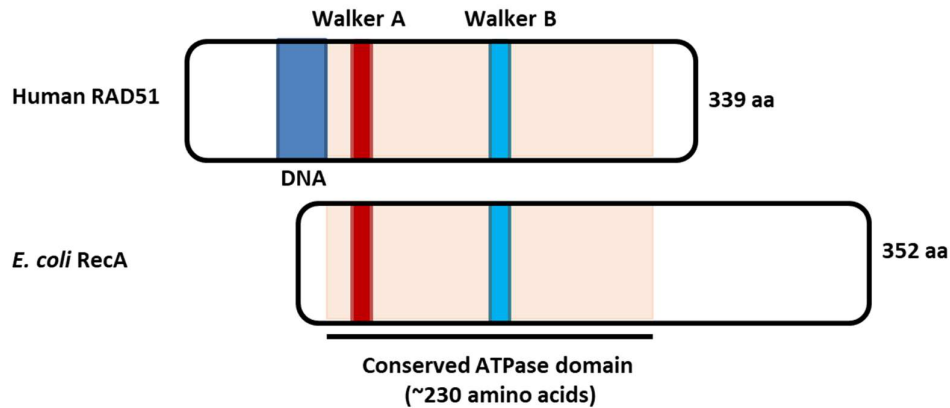 Walker A
Walker B
Human RAD51
339 aa
DNA
E. coli RecA
352 aa
Conserved ATPase domain
(~230 amino acids)